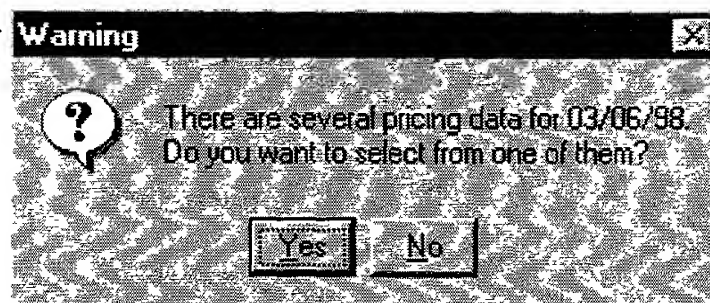 Warning
There are several pricing data for 03/06/98.
Do you want to select from one of them?
Yes No